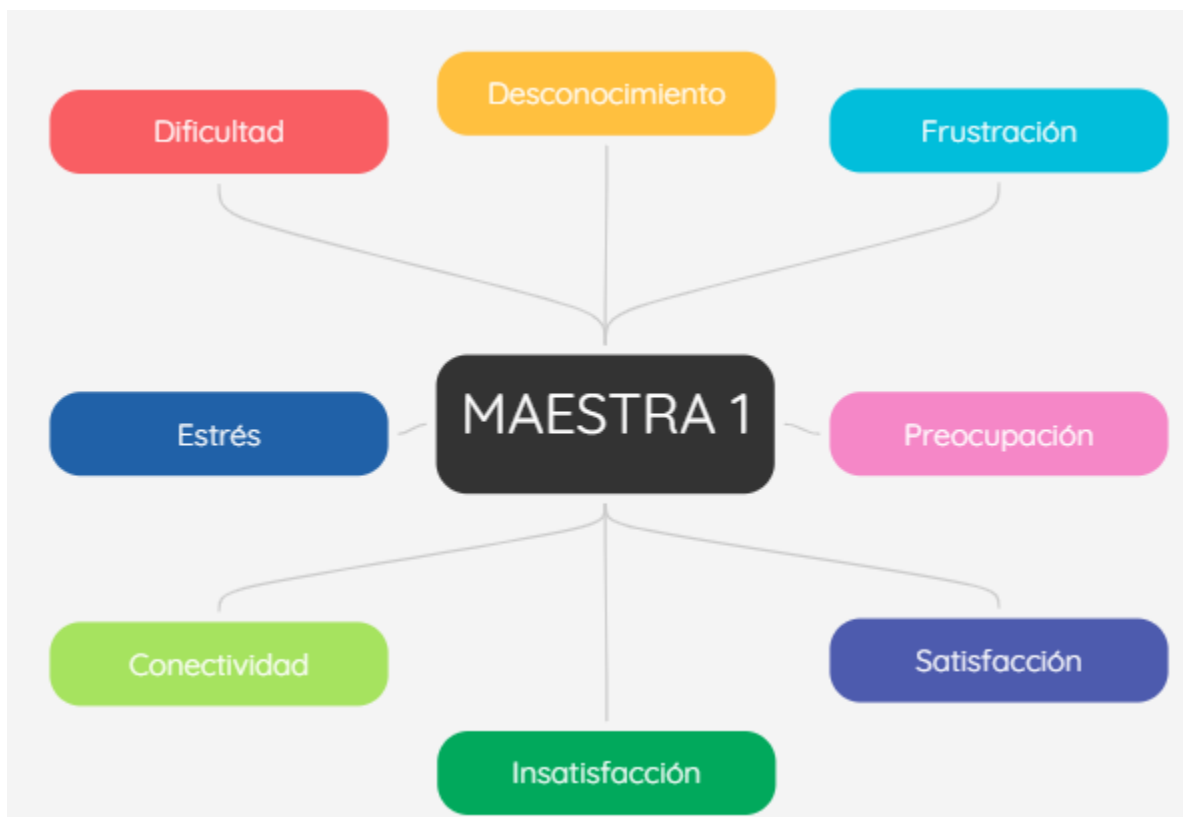 Desconocimiento
Dificultad
Frustración
MAESTRA 1
Estrés
Preocupación
Conectividad
Satisfacción
Insatisfacción